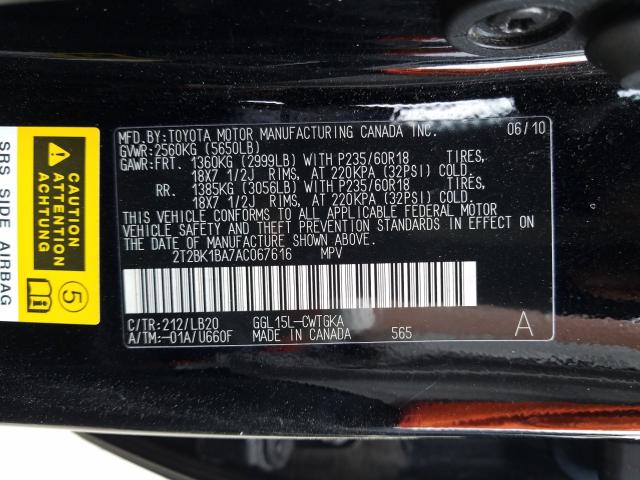 MFD.BY:TOYOTA MOTOR MANUFACTURING CANADA INC. 06/10
GVWR:2560KG (5650LB)
GAWR:FRT. 1360KG (2999LB) WITH P235/60R18 TIRES,
18X7 1/2J RIMS, AT 220KPA (32PSI) COLD.
RR. 1385KG (3056LB) WITH P235/60R18 TIRES,
18X7 1/2J RIMS, AT 220KPA (32PSI) COLD.
THIS VEHICLE CONFORMS TO ALL APPLICABLE FEDERAL MOTOR
VEHICLE SAFETY AND THEFT PREVENTION STANDARDS IN EFFECT ON
THE DATE OF MANUFACTURE SHOWN ABOVE.
2T2BK1BA7AC067616 MPV
C/TR:212/LB20 GGL15L-CWTGKA A
A/TM:-01A/U660F MADE IN CANADA 565
SRS SIDE AIRBAG
CAUTION
ATTENTION
ACHTUNG
5